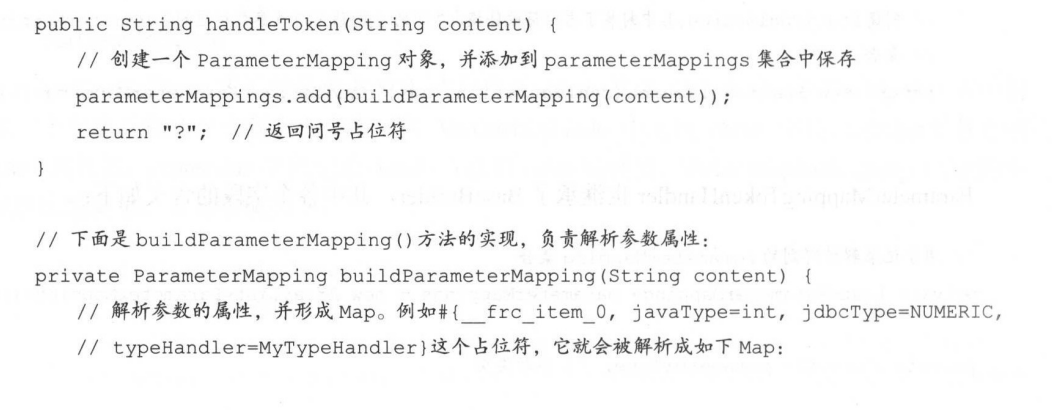 public String handleToken(String content) {
// 创建一个 ParameterMapping 对象，并添加到 parameterMappings 集合中保存
parameterMappings.add(buildParameterMapping(content));
return "?"; // 返回问号占位符
}
// 下面是 buildParameterMapping()方法的实现，负责解析参数属性：
private ParameterMapping buildParameterMapping(String content) {
// 解析参数的属性，并形成 Map。例如#{__frc_item_0, javaType=int, jdbcType=NUMERIC,
// typeHandler=MyTypeHandler}这个占位符，它就会被解析成如下 Map：